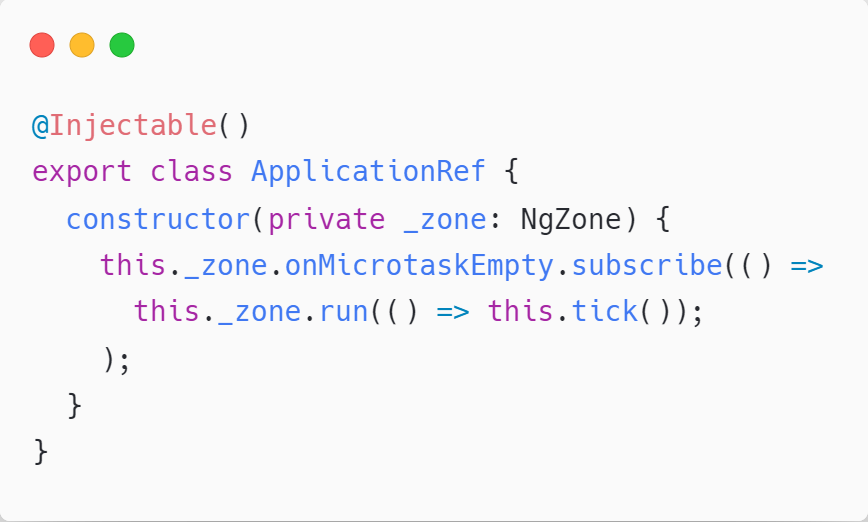 @Injectable()
export class ApplicationRef {
  constructor(private _zone: NgZone) {
    this._zone.onMicrotaskEmpty.subscribe(() =>
      this._zone.run(() => this.tick());
    );
  }
}